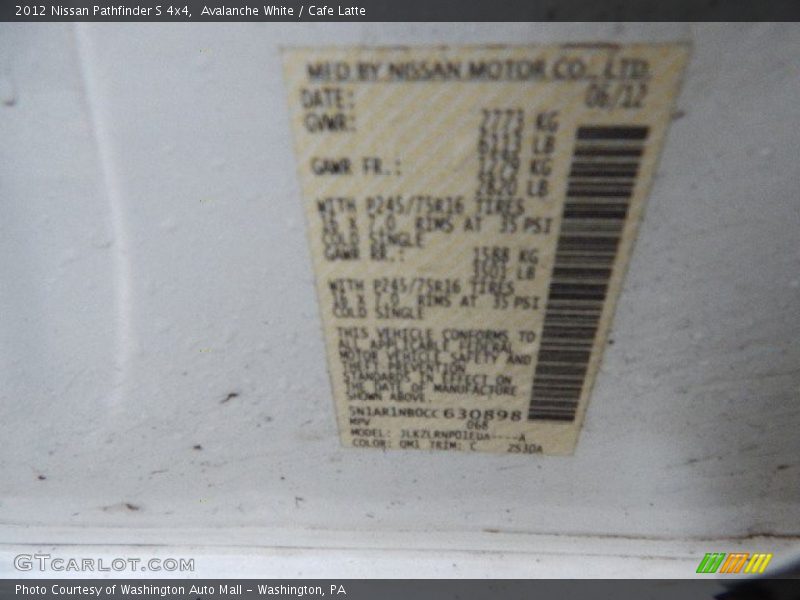 2012 Nissan Pathfinder S 4x4,  Avalanche White / Cafe Latte
MFD BY NISSAN MOTOR CO., LTD.
DATE: 06/12
GVWR: 2773 KG
6113 LB
GAWR FR.: 1279 KG
2820 LB
WITH P245/75R16 TIRES
16 X 7.0 RIMS AT 35 PSI
COLD SINGLE
GAWR RR.: 1588 KG
3501 LB
WITH P245/75R16 TIRES
16 X 7.0 RIMS AT 35 PSI
COLD SINGLE
THIS VEHICLE CONFORMS TO
ALL APPLICABLE FEDERAL
MOTOR VEHICLE SAFETY AND
THEFT PREVENTION
STANDARDS IN EFFECT ON
THE DATE OF MANUFACTURE
SHOWN ABOVE.
5N1AR1NB0CC630898
MPV 068
MODEL:
COLOR: QM1 TRIM: C 2530A
GTCARLOT.COM
Photo Courtesy of Washington Auto Mall - Washington, PA